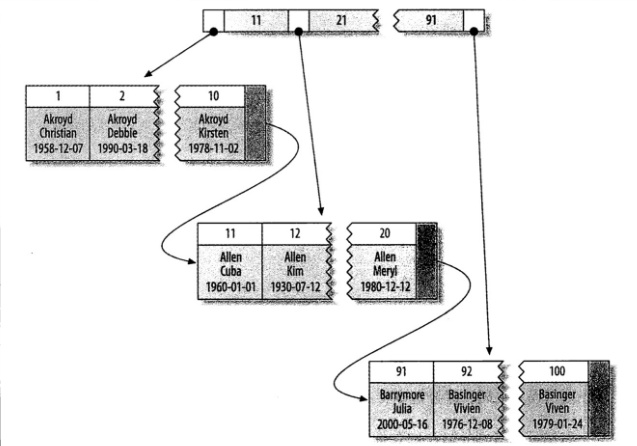 11 21 91
1 2 10
Akroyd Akroyd Akroyd
Christian Debble Kirsten
1958-12-07 1990-03-18 1978-11-02
11 12 20
Allen Allen Allen
Cuba Kim Meryl
1960-01-01 1930-07-12 1980-12-12
91 92 100
Barrymore Basinger Basinger
Julia Vivien Viven
2000-05-16 1976-12-08 1979-01-24